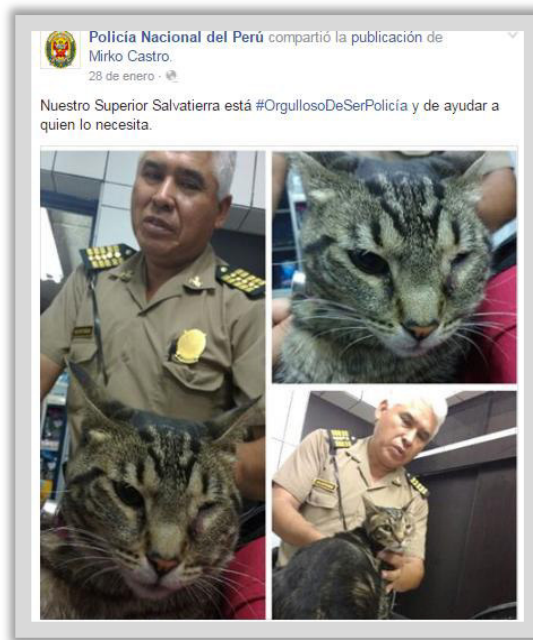 Policía Nacional del Perú compartió la publicación de
Mirko Castro.
28 de enero ·
Nuestro Superior Salvatierra está #OrgullosoDeSerPolicía y de ayudar a
quien lo necesita.